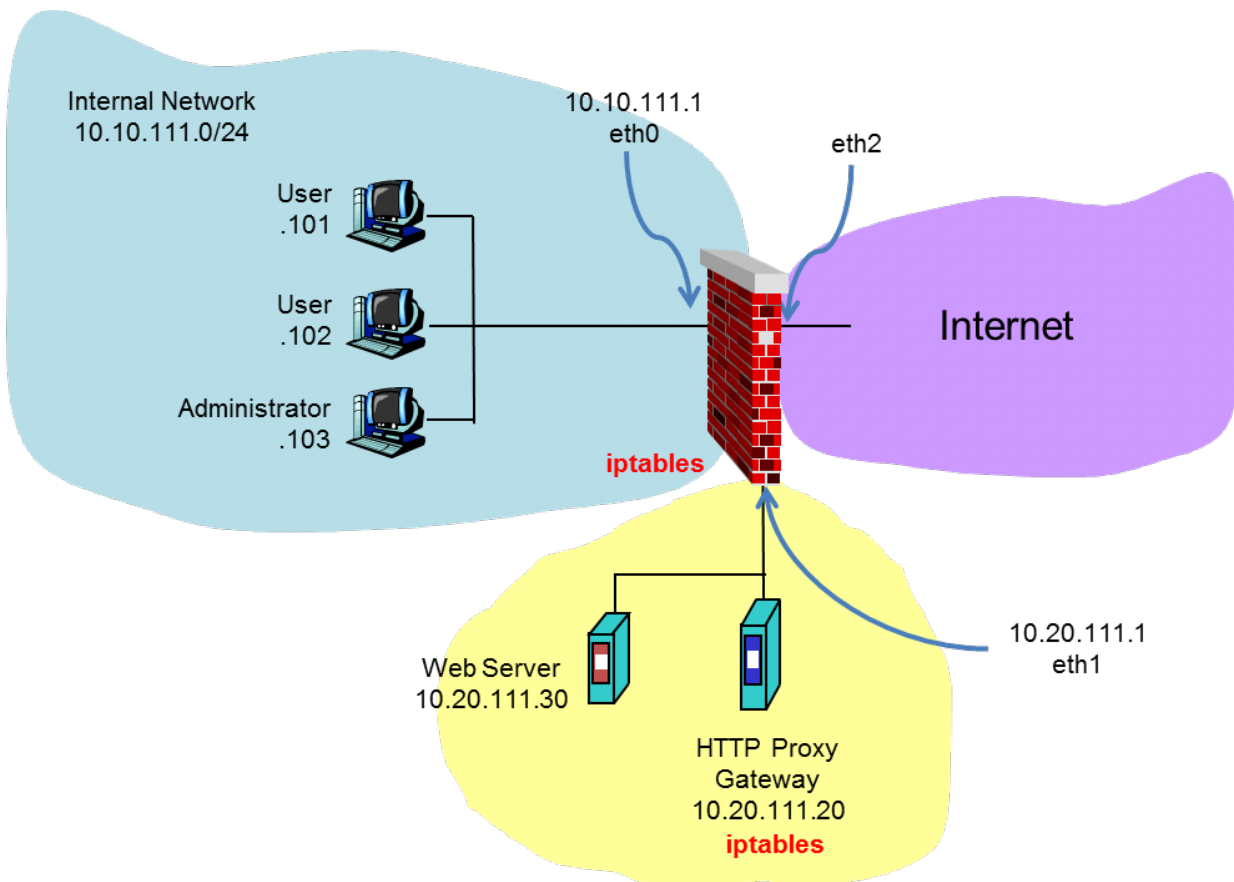 Internal Network
10.10.111.0/24
10.10.111.1
eth0
eth2
User
.101
User
.102
Administrator
.103
Internet
iptables
Web Server
10.20.111.30
HTTP Proxy
Gateway
10.20.111.20
iptables
10.20.111.1
eth1